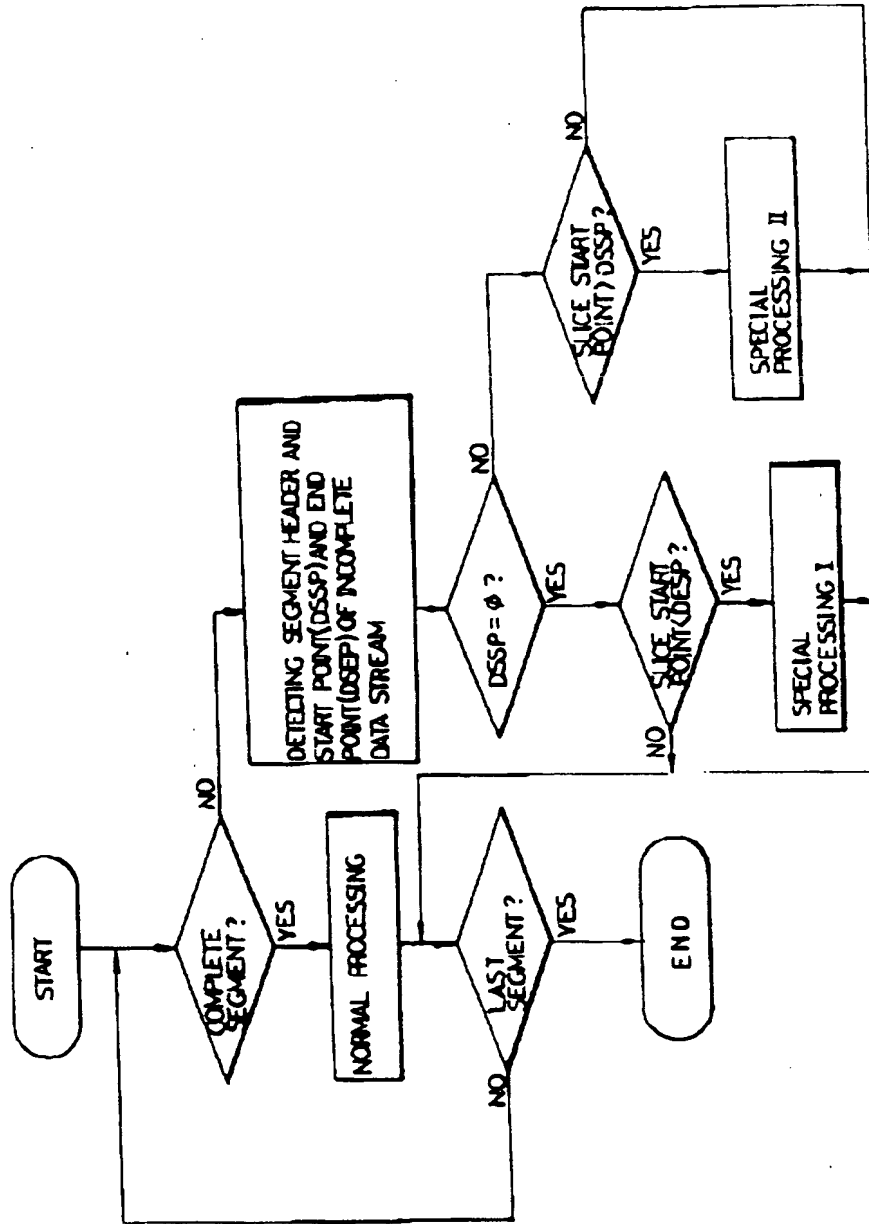 START
COMPLETE
SEGMENT?
YES
NO
NORMAL PROCESSING
LAST
SEGMENT?
NO
YES
END
DETECTING SEGMENT HEADER AND
START POINT(DSSP)AND END
POINT(DSEP)OF INCOMPLETE
DATA STREAM
DSSP=ø?
NO
YES
SLICE START
POINT⟨DESP?
NO
YES
SPECIAL
PROCESSING I
SLICE START
POINT⟩DSSP?
NO
YES
SPECIAL
PROCESSING II